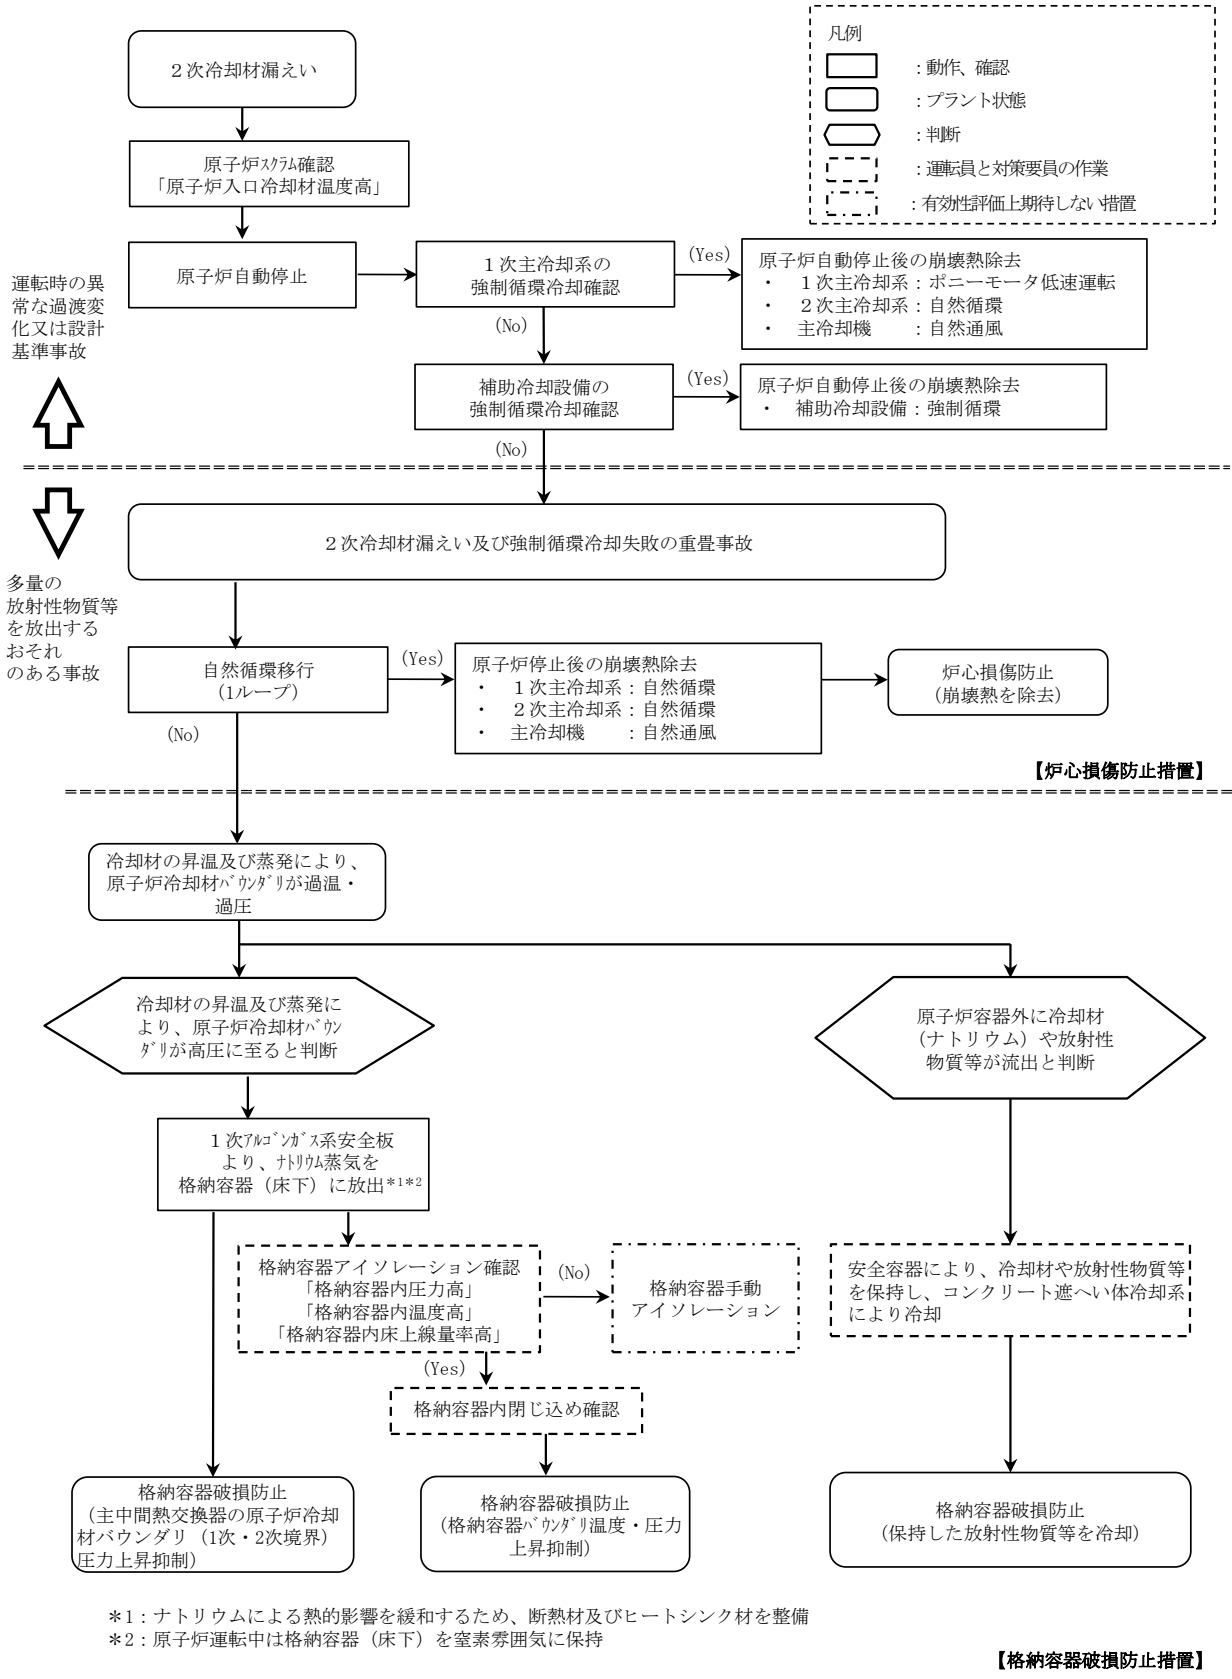 凡例
：動作、確認
：プラント状態
：判断
：運転員と対策要員の作業
：有効性評価上期待しない措置
２次冷却材漏えい
原子炉ｽｸﾗﾑ確認
「原子炉入口冷却材温度高」
原子炉自動停止
１次主冷却系の
強制循環冷却確認
(Yes)
原子炉自動停止後の崩壊熱除去
・ １次主冷却系：ポニーモータ低速運転
・ ２次主冷却系：自然循環
・ 主冷却機 ：自然通風
運転時の異
常な過渡変
化又は設計
基準事故
(No)
補助冷却設備の
強制循環冷却確認
(Yes)
原子炉自動停止後の崩壊熱除去
・ 補助冷却設備：強制循環
(No)
２次冷却材漏えい及び強制循環冷却失敗の重畳事故
多量の
放射性物質等
を放出する
おそれ
のある事故
自然循環移行
(1ループ)
(Yes)
原子炉停止後の崩壊熱除去
・ １次主冷却系：自然循環
・ ２次主冷却系：自然循環
・ 主冷却機 ：自然通風
炉心損傷防止
（崩壊熱を除去）
(No)
【炉心損傷防止措置】
冷却材の昇温及び蒸発により、
原子炉冷却材ﾊﾞｳﾝﾀﾞﾘが過温・
過圧
冷却材の昇温及び蒸発に
より、原子炉冷却材ﾊﾞｳﾝ
ﾀﾞﾘが高圧に至ると判断
原子炉容器外に冷却材
（ナトリウム）や放射性
物質等が流出と判断
１次ｱﾙｺﾞﾝｶﾞｽ系安全板
より、ﾅﾄﾘｳﾑ蒸気を
格納容器（床下）に放出*1*2
格納容器アイソレーション確認
「格納容器内圧力高」
「格納容器内温度高」
「格納容器内床上線量率高」
(No)
格納容器手動
アイソレーション
安全容器により、冷却材や放射性物質等
を保持し、コンクリート遮へい体冷却系
により冷却
(Yes)
格納容器内閉じ込め確認
格納容器破損防止
（主中間熱交換器の原子炉冷却
材バウンダリ（1次・2次境界）
圧力上昇抑制）
格納容器破損防止
（格納容器ﾊﾞｳﾝﾀﾞﾘ温度・圧力
上昇抑制）
格納容器破損防止
（保持した放射性物質等を冷却）
＊1：ナトリウムによる熱的影響を緩和するため、断熱材及びヒートシンク材を整備
＊2：原子炉運転中は格納容器（床下）を窒素雰囲気に保持
【格納容器破損防止措置】